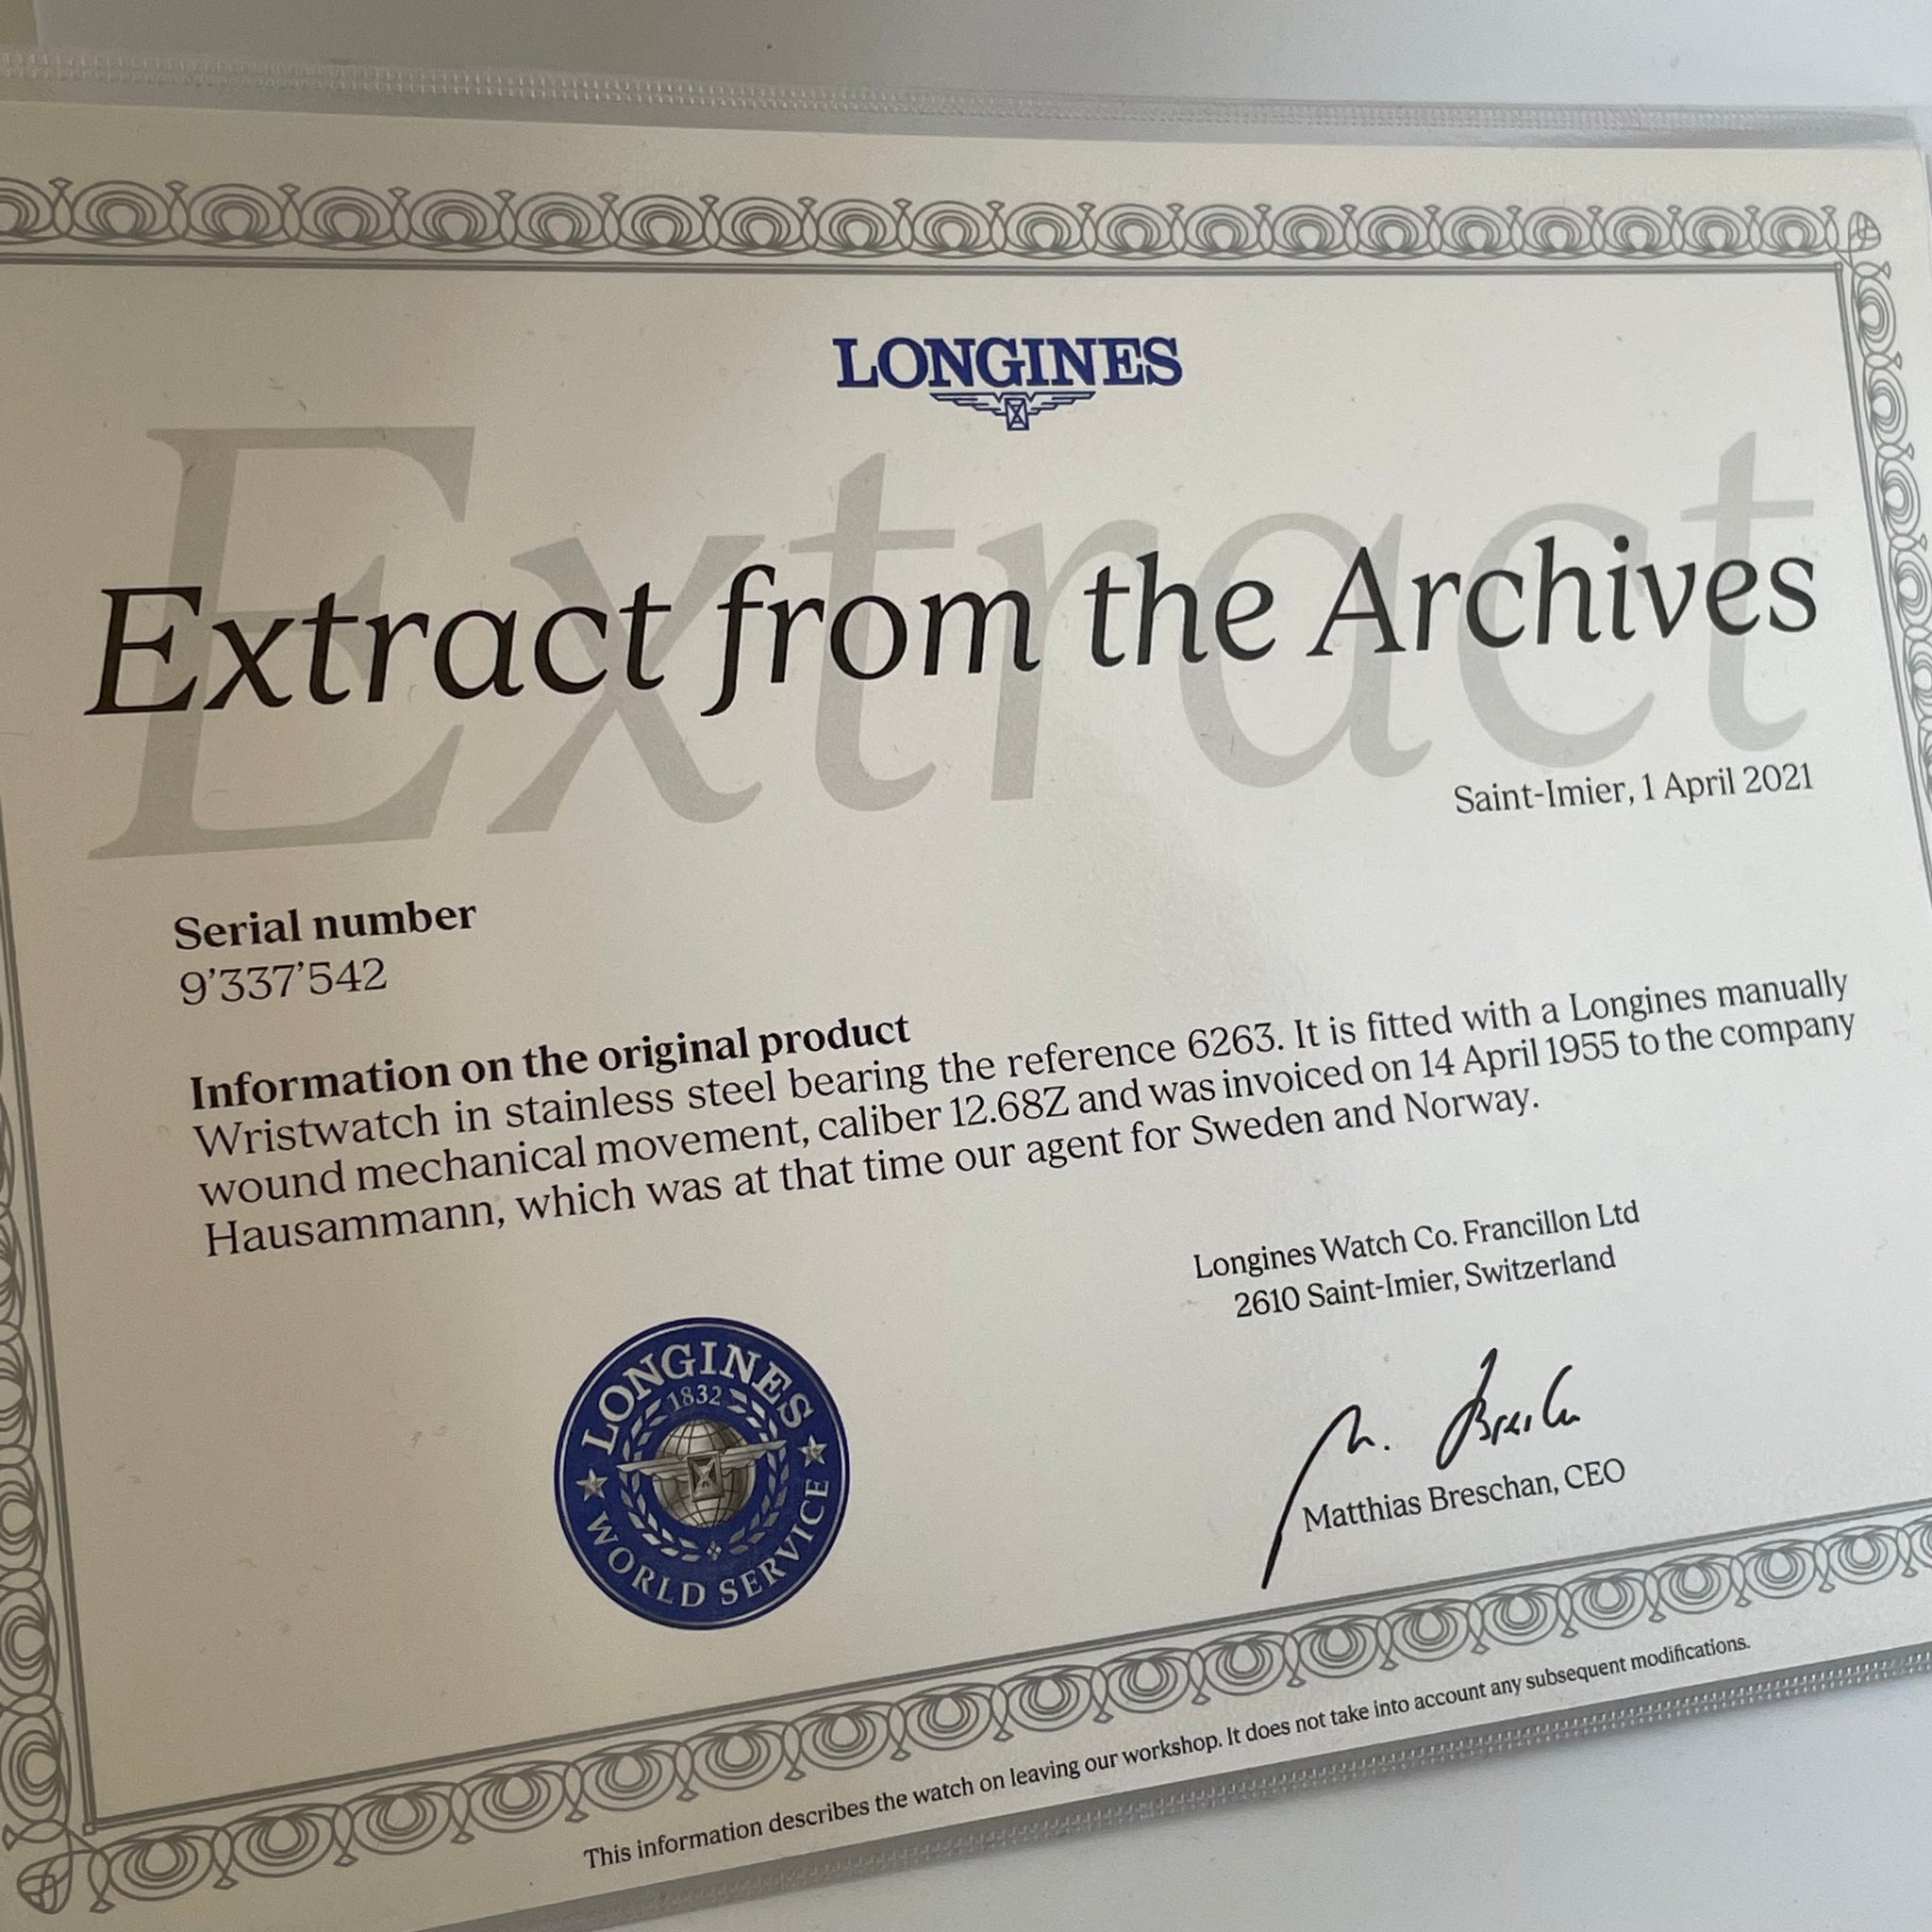 LONGINES
Extract
Extract from the Archives
Saint-Imier, 1 April 2021
Serial number
9’337’542
Information on the original product
Wristwatch in stainless steel bearing the reference 6263. It is fitted with a Longines manually
wound mechanical movement, caliber 12.68Z and was invoiced on 14 April 1955 to the company
Hausammann, which was at that time our agent for Sweden and Norway.
Longines Watch Co. Francillon Ltd
2610 Saint-Imier, Switzerland
LONGINES
1832
WORLD SERVICE
M. Breschan
Matthias Breschan, CEO
This information describes the watch on leaving our workshop. It does not take into account any subsequent modifications.